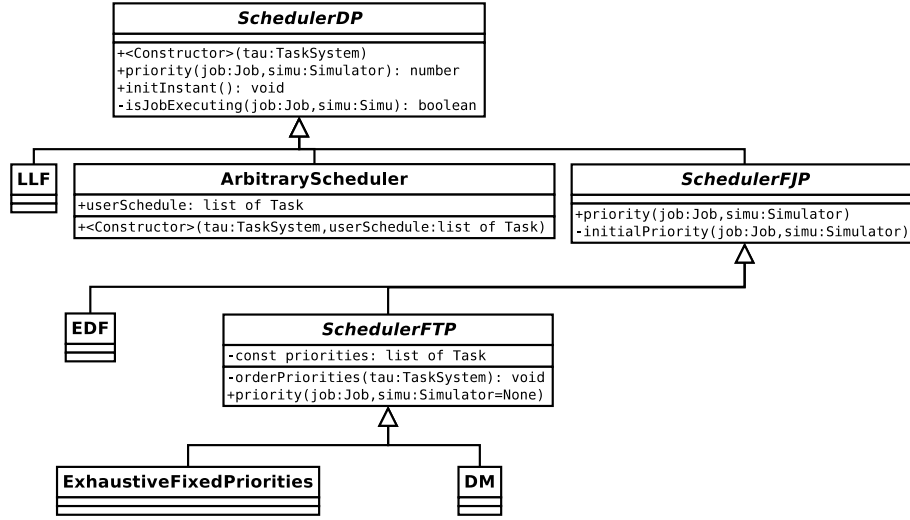 SchedulerDP
+<Constructor>(tau:TaskSystem)
+priority(job:Job,simu:Simulator): number
+initInstant(): void
-isJobExecuting(job:Job,simu:Simu): boolean
LLF
ArbitraryScheduler
+userSchedule: list of Task
+<Constructor>(tau:TaskSystem,userSchedule:list of Task)
SchedulerFJP
+priority(job:Job,simu:Simulator)
-initialPriority(job:Job,simu:Simulator)
EDF
SchedulerFTP
-const priorities: list of Task
-orderPriorities(tau:TaskSystem): void
+priority(job:Job,simu:Simulator=None)
ExhaustiveFixedPriorities
DM